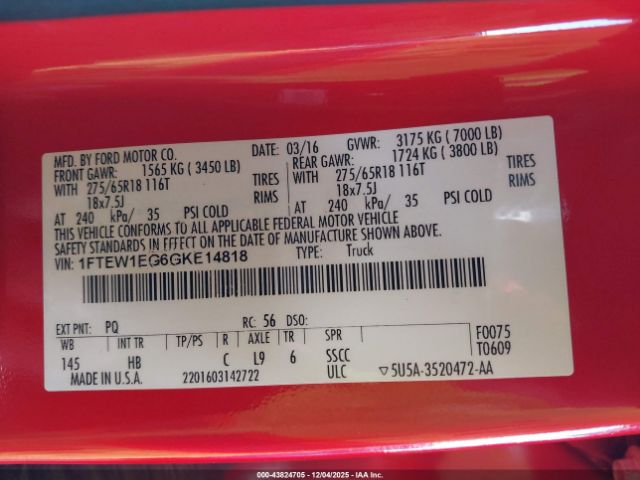 MFD. BY FORD MOTOR CO. DATE: 03/16 GVWR: 3175 KG ( 7000 LB)
FRONT GAWR: 1565 KG ( 3450 LB) REAR GAWR: 1724 KG ( 3800 LB)
WITH 275/65R18 116T TIRES WITH 275/65R18 116T TIRES
18x7.5J RIMS 18x7.5J RIMS
AT 240 kPa/ 35 PSI COLD AT 240 kPa/ 35 PSI COLD
THIS VEHICLE CONFORMS TO ALL APPLICABLE FEDERAL MOTOR VEHICLE
SAFETY STANDARDS IN EFFECT ON THE DATE OF MANUFACTURE SHOWN ABOVE.
VIN: 1FTEW1EG6GKE14818 TYPE: Truck
EXT PNT: PQ RC: 56 DSO: F0075
WB INT TR TP/PS R AXLE TR SPR T0609
145 HB C L9 6 SSCC
MADE IN U.S.A. 2201603142722 ULC ▽5U5A-3520472-AA
© 00-43824705 - 12/04/2025 - IAA Inc.